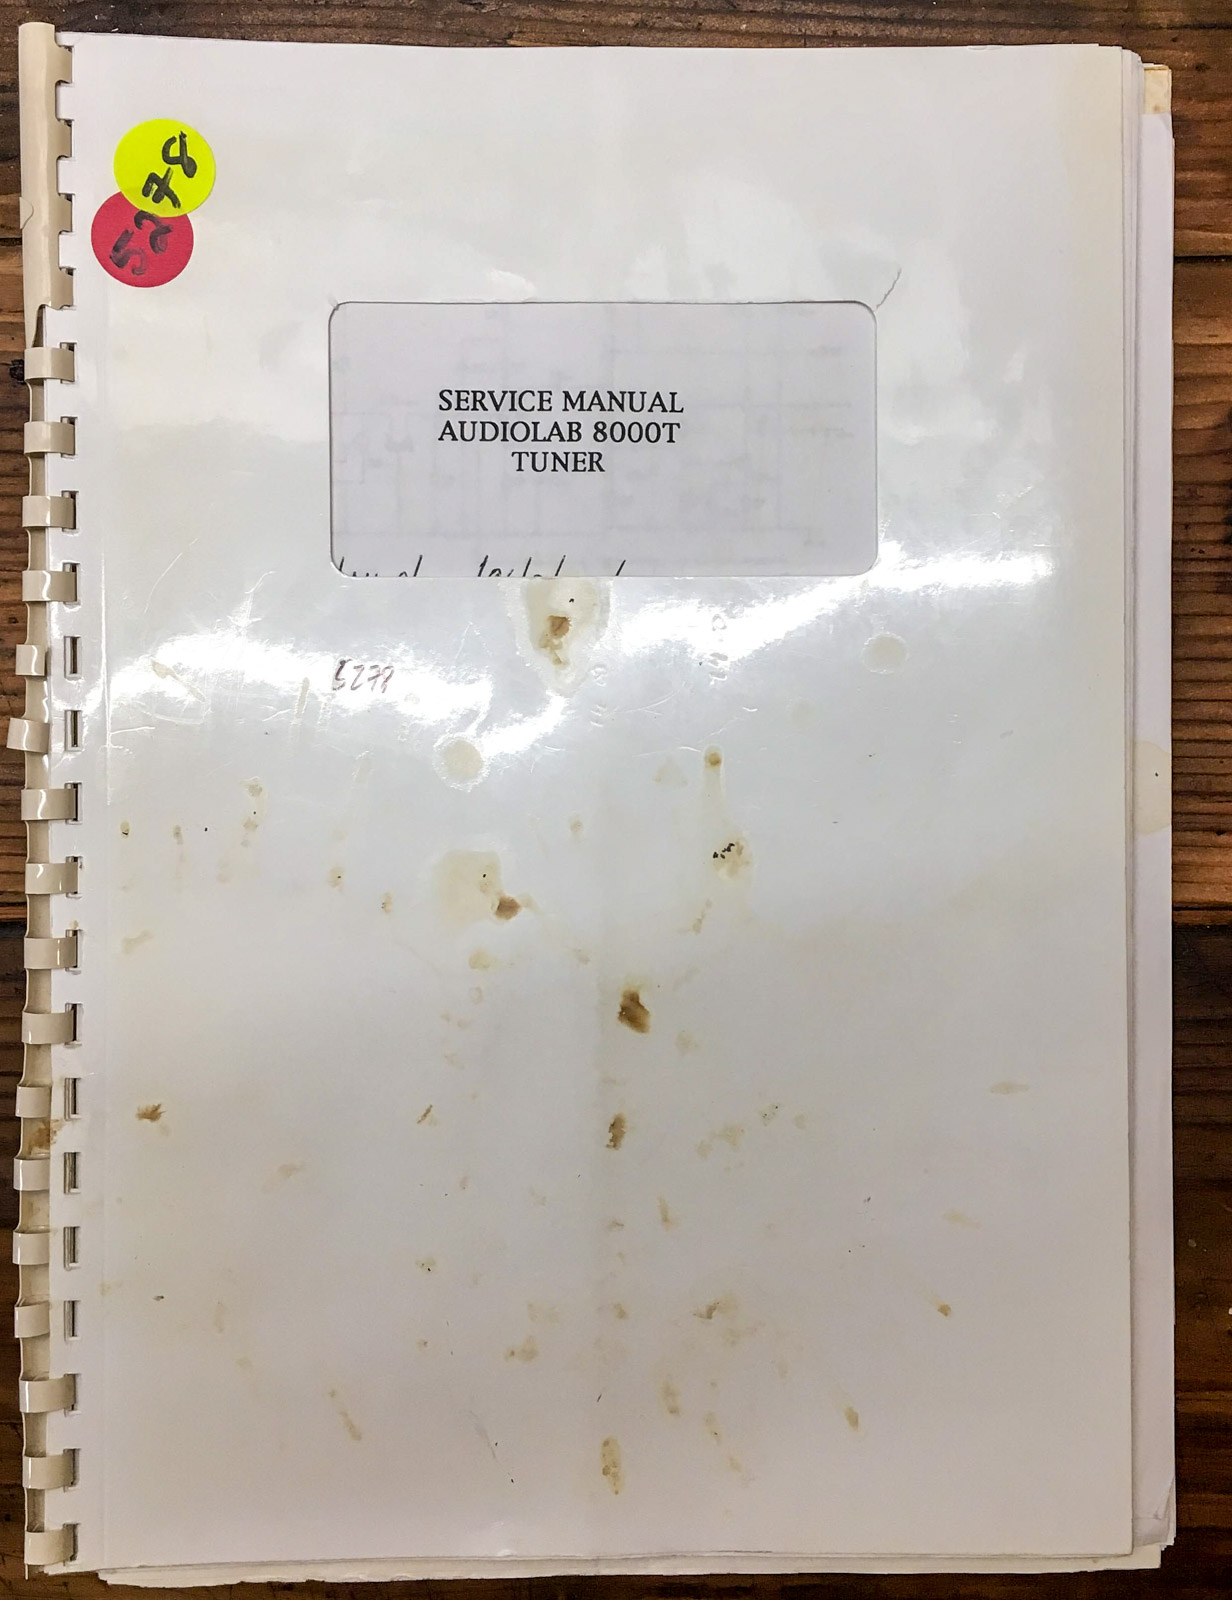 5278
SERVICE MANUAL
AUDIOLAB 8000T
TUNER
5278